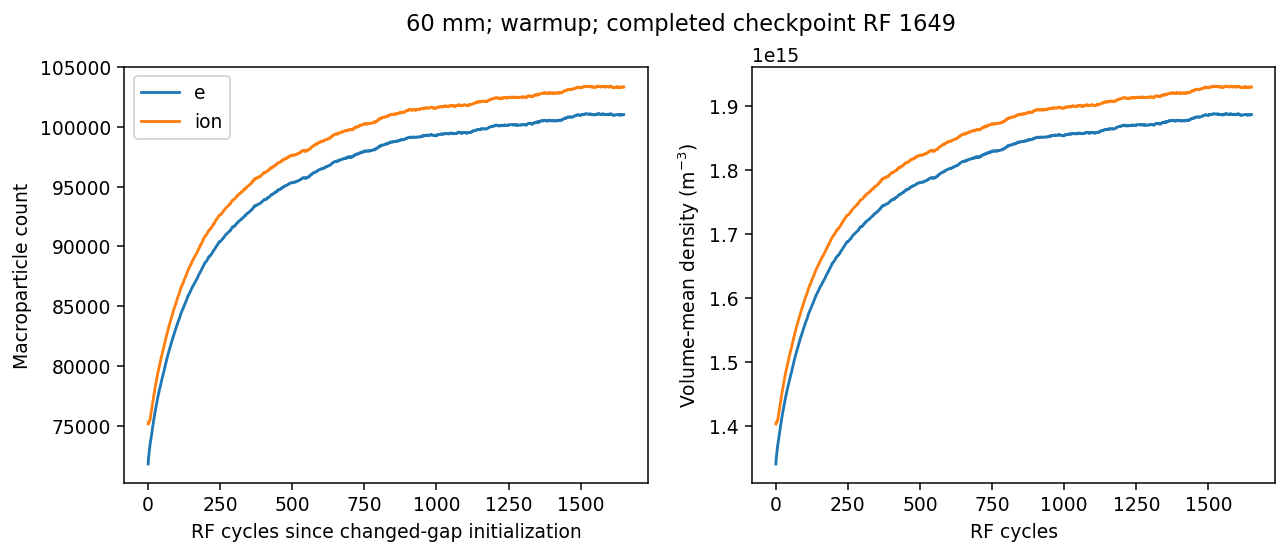 60 mm; warmup; completed checkpoint RF 1649
105000
100000
95000
90000
85000
80000
75000
Macroparticle count
e
ion
0 250 500 750 1000 1250 1500
RF cycles since changed-gap initialization
1e15
1.9
1.8
1.7
1.6
1.5
1.4
Volume-mean density (m⁻³)
0 250 500 750 1000 1250 1500
RF cycles